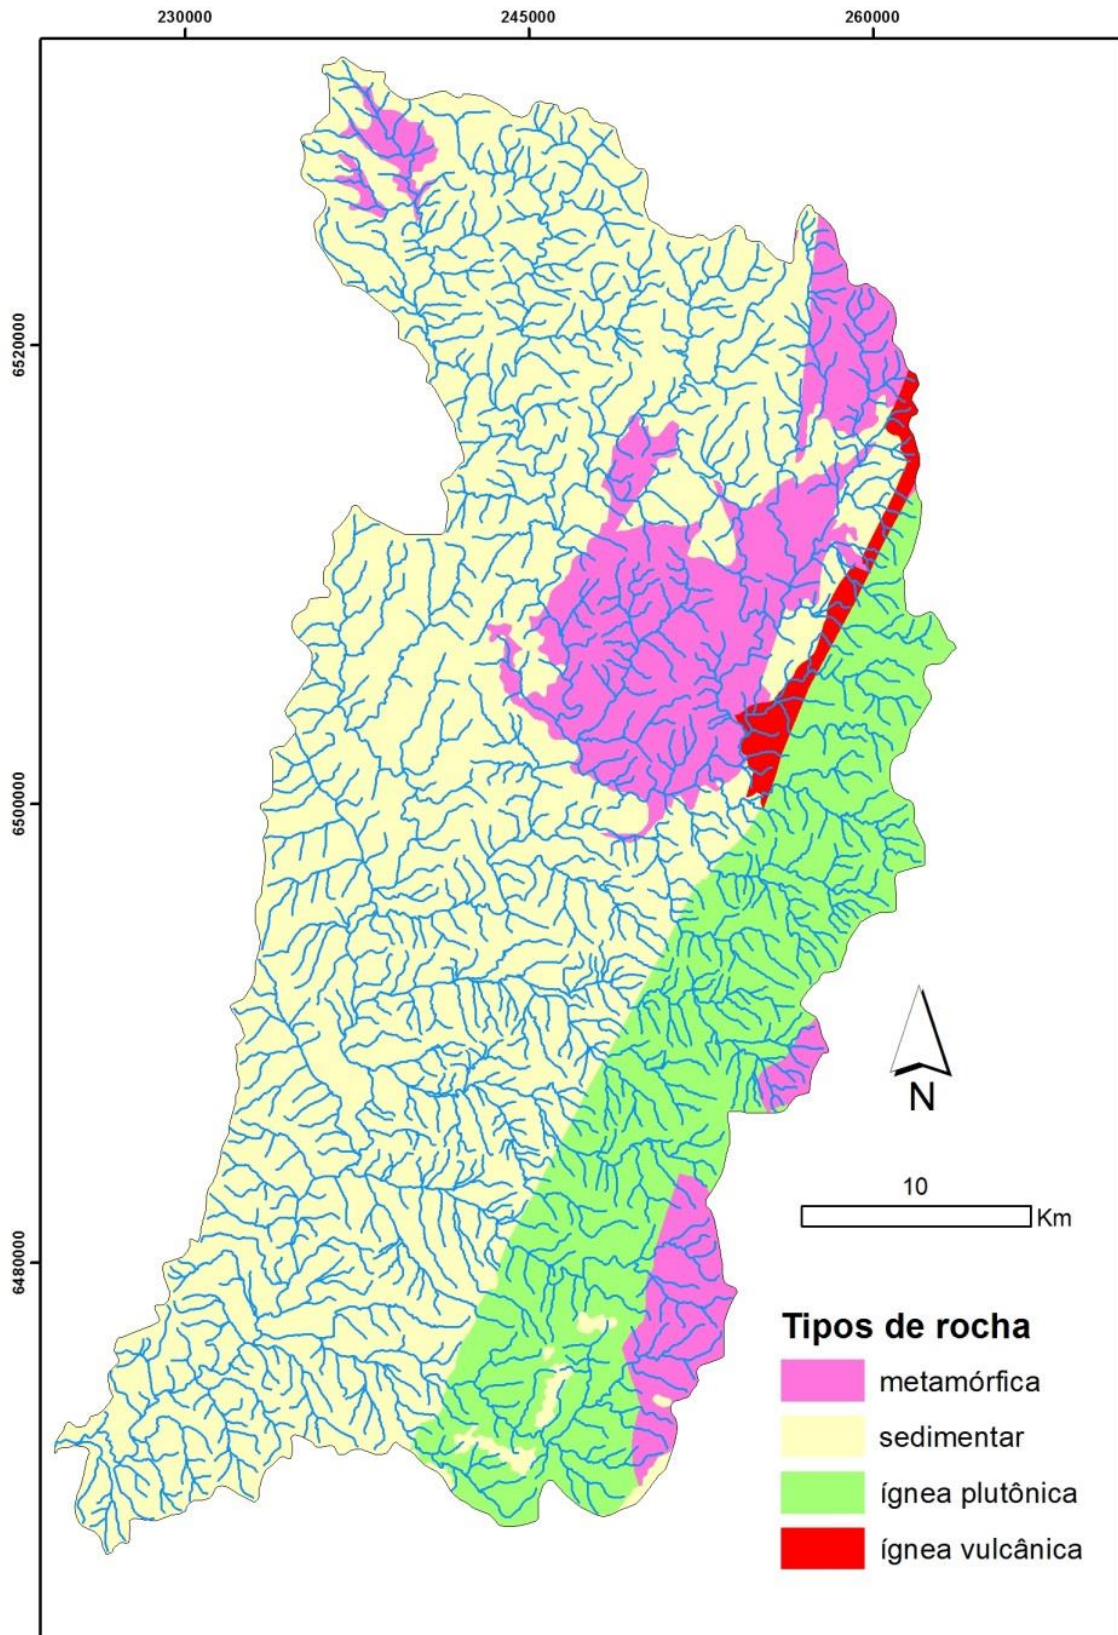 230000 245000 260000
6520000
6500000
6480000
N
10
Km
Tipos de rocha
metamórfica
sedimentar
ígnea plutônica
ígnea vulcânica